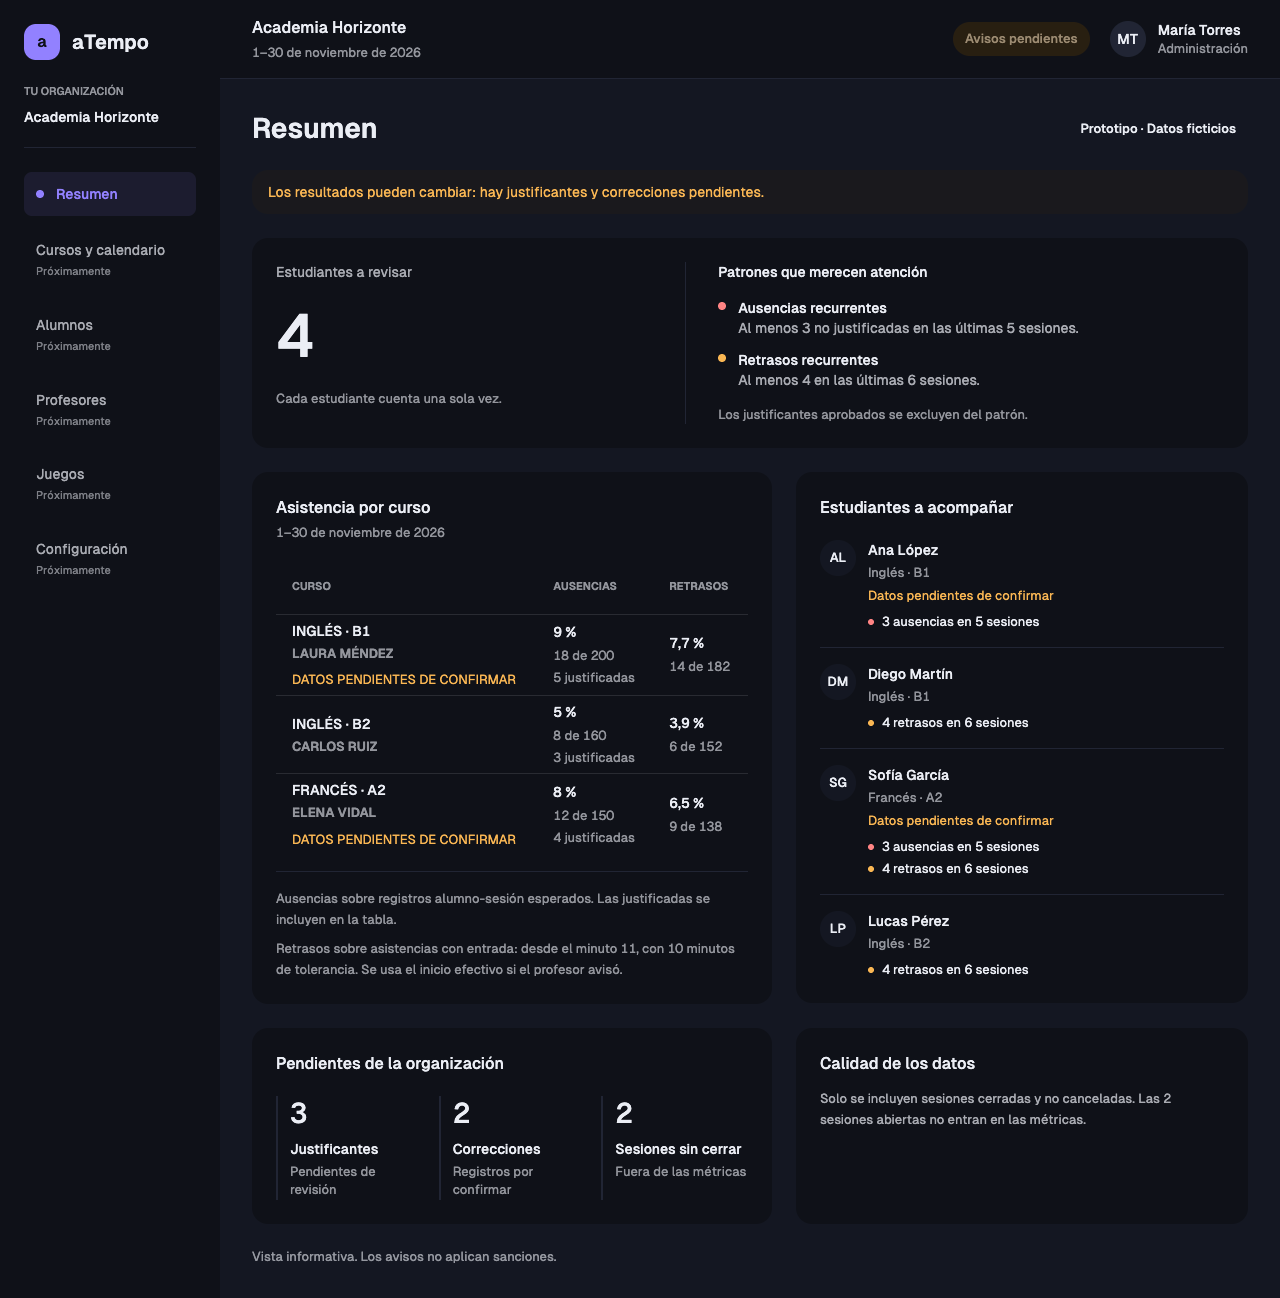 a
aTempo
TU ORGANIZACIÓN
Academia Horizonte
Resumen
Cursos y calendario
Próximamente
Alumnos
Próximamente
Profesores
Próximamente
Juegos
Próximamente
Configuración
Próximamente
Academia Horizonte
1–30 de noviembre de 2026
Avisos pendientes
MT
María Torres
Administración
Resumen
Prototipo · Datos ficticios
Los resultados pueden cambiar: hay justificantes y correcciones pendientes.
Estudiantes a revisar
4
Cada estudiante cuenta una sola vez.
Patrones que merecen atención
Ausencias recurrentes
Al menos 3 no justificadas en las últimas 5 sesiones.
Retrasos recurrentes
Al menos 4 en las últimas 6 sesiones.
Los justificantes aprobados se excluyen del patrón.
Asistencia por curso
1–30 de noviembre de 2026
CURSO AUSENCIAS RETRASOS
INGLÉS · B1
LAURA MÉNDEZ
DATOS PENDIENTES DE CONFIRMAR
9 %
18 de 200
5 justificadas
7,7 %
14 de 182
INGLÉS · B2
CARLOS RUIZ
5 %
8 de 160
3 justificadas
3,9 %
6 de 152
FRANCÉS · A2
ELENA VIDAL
DATOS PENDIENTES DE CONFIRMAR
8 %
12 de 150
4 justificadas
6,5 %
9 de 138
Ausencias sobre registros alumno-sesión esperados. Las justificadas se
incluyen en la tabla.
Retrasos sobre asistencias con entrada: desde el minuto 11, con 10 minutos
de tolerancia. Se usa el inicio efectivo si el profesor avisó.
Estudiantes a acompañar
AL
Ana López
Inglés · B1
Datos pendientes de confirmar
3 ausencias en 5 sesiones
DM
Diego Martín
Inglés · B1
4 retrasos en 6 sesiones
SG
Sofía García
Francés · A2
Datos pendientes de confirmar
3 ausencias en 5 sesiones
4 retrasos en 6 sesiones
LP
Lucas Pérez
Inglés · B2
4 retrasos en 6 sesiones
Pendientes de la organización
3
Justificantes
Pendientes de
revisión
2
Correcciones
Registros por
confirmar
2
Sesiones sin cerrar
Fuera de las métricas
Calidad de los datos
Solo se incluyen sesiones cerradas y no canceladas. Las 2
sesiones abiertas no entran en las métricas.
Vista informativa. Los avisos no aplican sanciones.